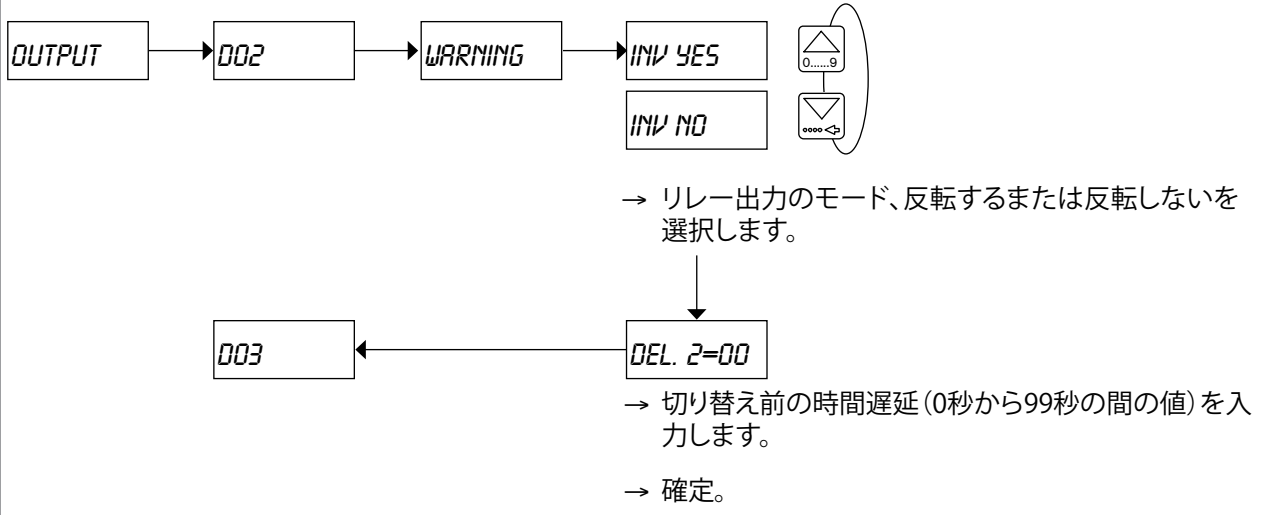 OUTPUT
DO2
WARNING
INV YES
0......9
INV NO
→ リレー出力のモード、反転するまたは反転しないを
選択します。
DO3
DEL. 2=00
→ 切り替え前の時間遅延（0秒から99秒の間の値）を入
力します。
→ 確定。